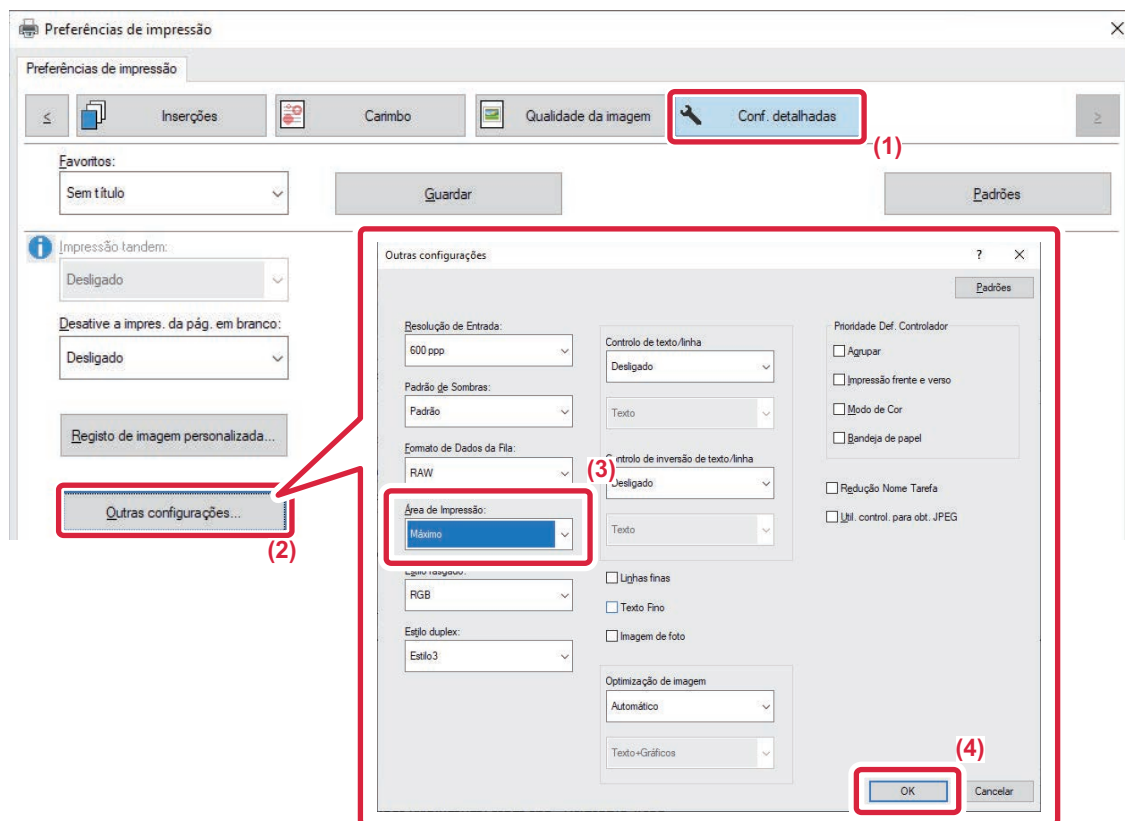 Preferências de impressão
Preferências de impressão
<
Inserções
Carimbo
Qualidade da imagem
Conf. detalhadas
>
(1)
Favoritos:
Sem título
Guardar
Padrões
Impressão tandem:
Desligado
Desative a impres. da pág. em branco:
Desligado
Registo de imagem personalizada...
Outras configurações...
(2)
Outras configurações
?
Padrões
Resolução de Entrada:
600 ppp
Padrão de Sombras:
Padrão
Formato de Dados da Fila:
RAW
(3)
Área de Impressão:
Máximo
Estilo rasgado:
RGB
Estilo duplex:
Estilo3
Controlo de texto/linha
Desligado
Texto
Controlo de inversão de texto/linha
Desligado
Texto
Linhas finas
Texto Fino
Imagem de foto
Optimização de imagem
Automático
Texto+Gráficos
Prioridade Def. Controlador
Agrupar
Impressão frente e verso
Modo de Cor
Bandeja de papel
Redução Nome Tarefa
Util. control. para obt. JPEG
(4)
OK
Cancelar